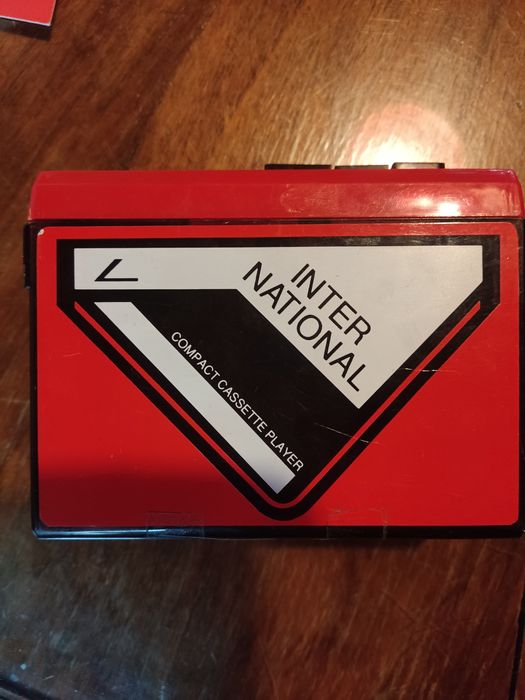 INTER
NATIONAL
COMPACT CASSETTE PLAYER